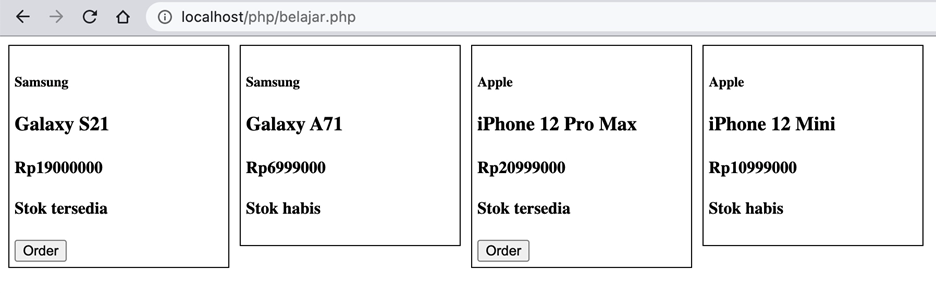 localhost/php/belajar.php
Samsung
Galaxy S21
Rp19000000
Stok tersedia
Order
Samsung
Galaxy A71
Rp6999000
Stok habis
Apple
iPhone 12 Pro Max
Rp20999000
Stok tersedia
Order
Apple
iPhone 12 Mini
Rp10999000
Stok habis